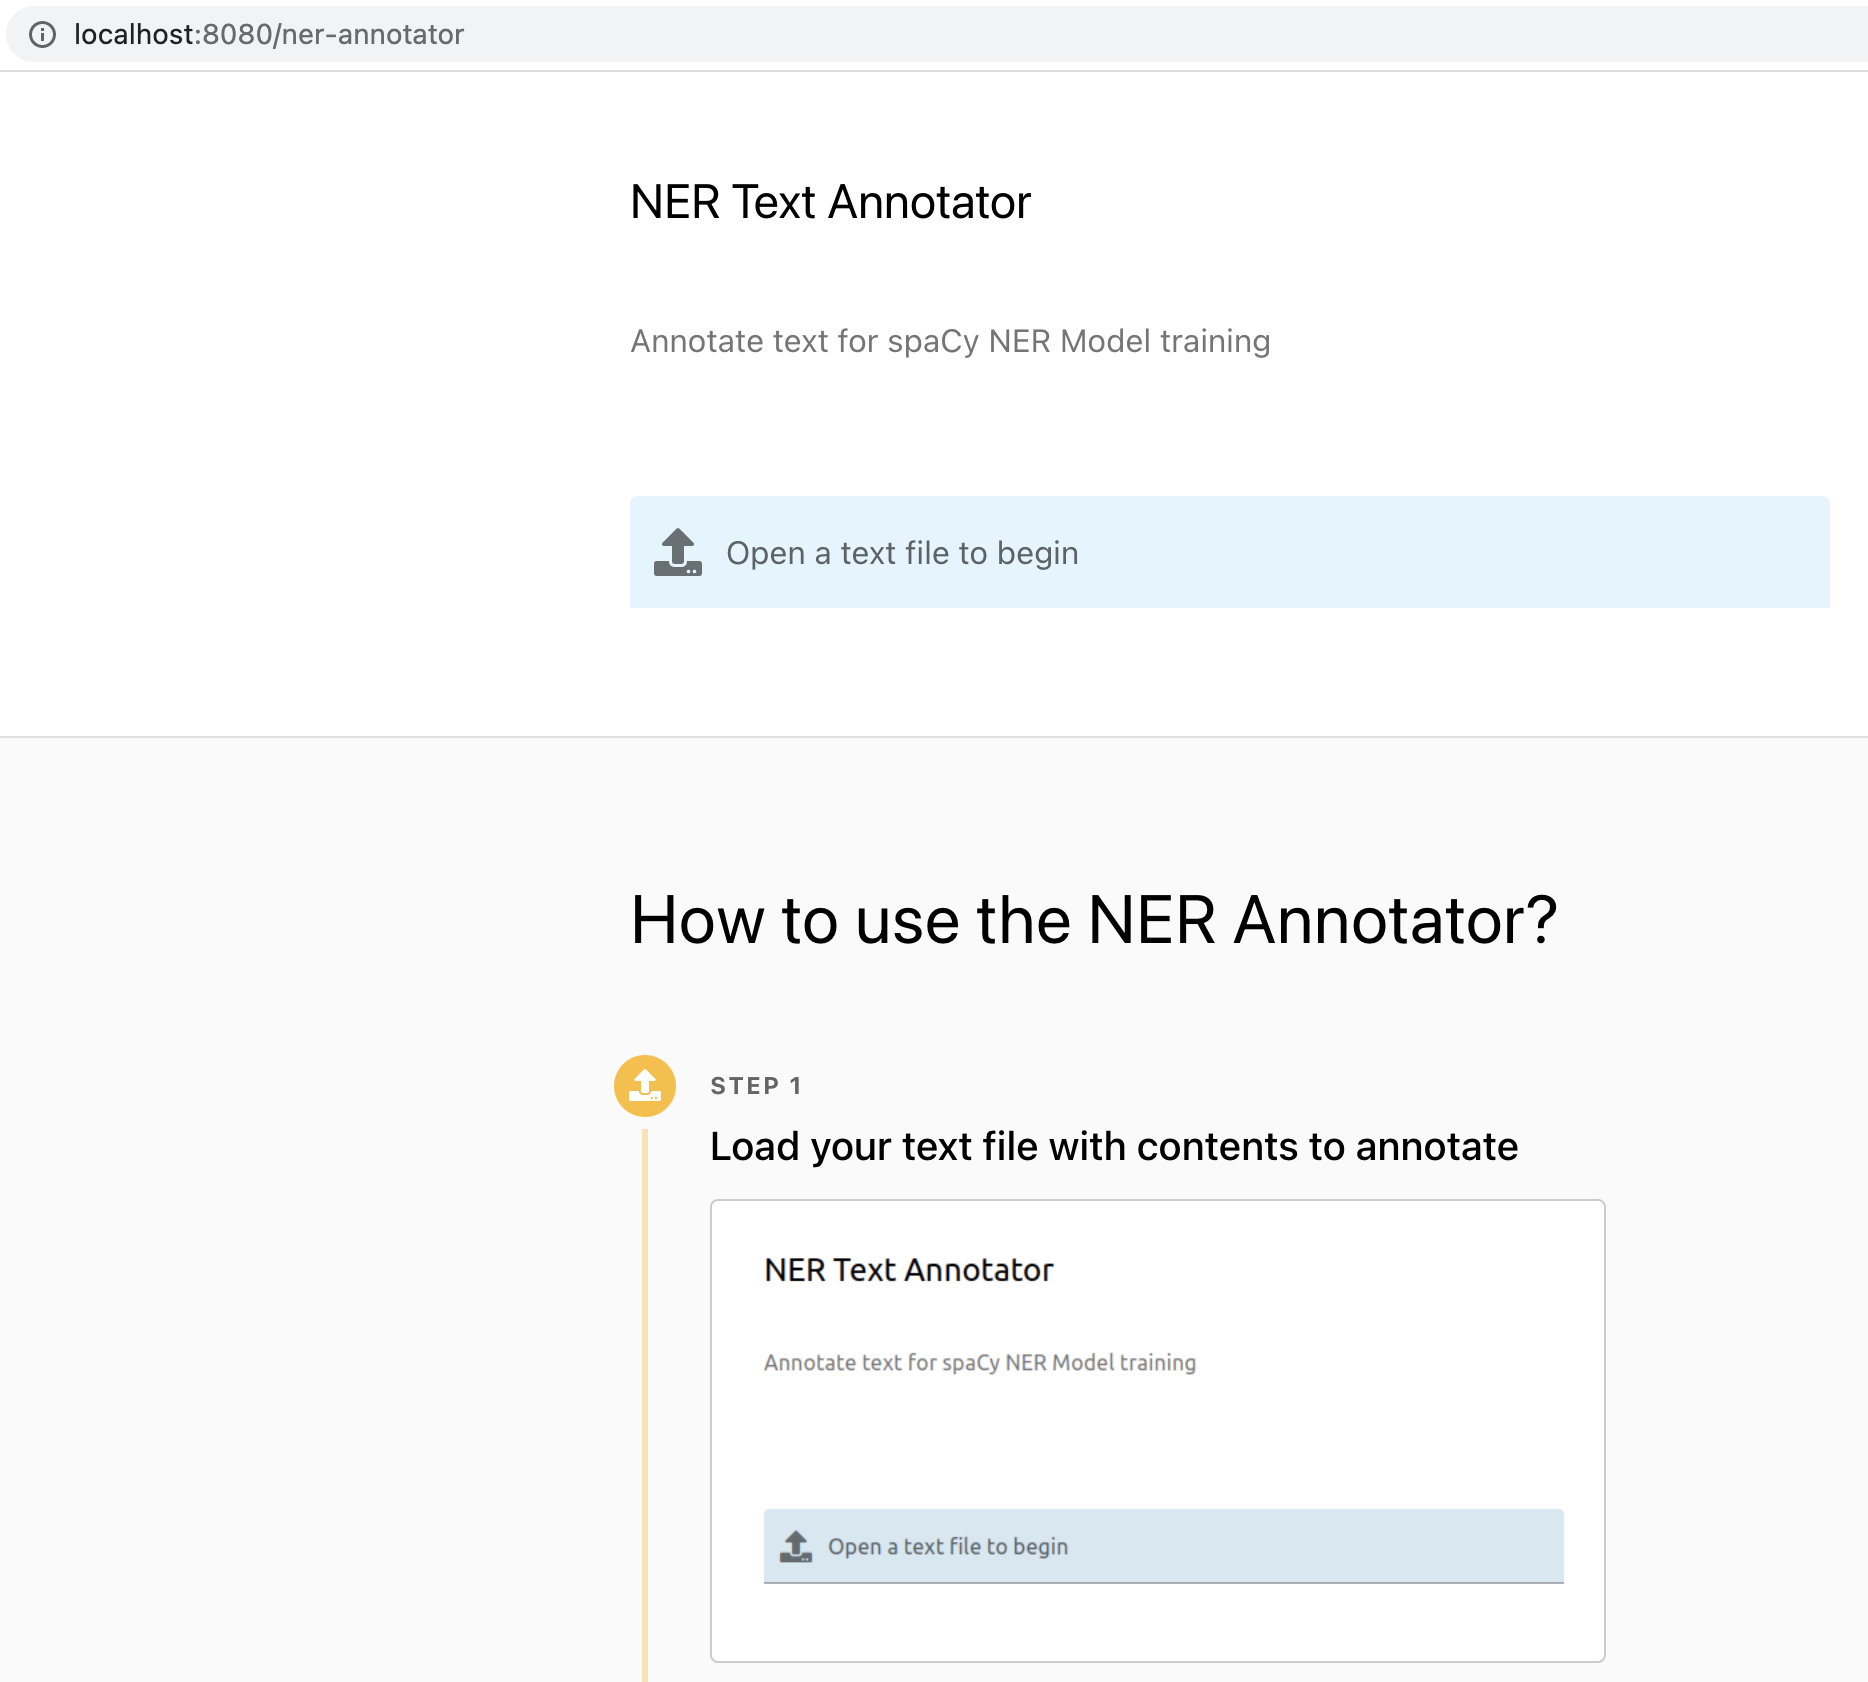 localhost:8080/ner-annotator
NER Text Annotator
Annotate text for spaCy NER Model training
Open a text file to begin
How to use the NER Annotator?
STEP 1
Load your text file with contents to annotate
NER Text Annotator
Annotate text for spaCy NER Model training
Open a text file to begin